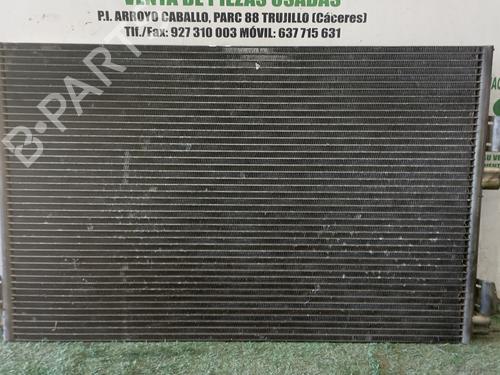 VENTA DE PIEZAS USADAS
P.I. ARROYO CABALLO, PARC 88 TRUJILLO (Cáceres)
Tlf./Fax: 927 310 003 MÓVIL: 637 715 631
B-PARTS